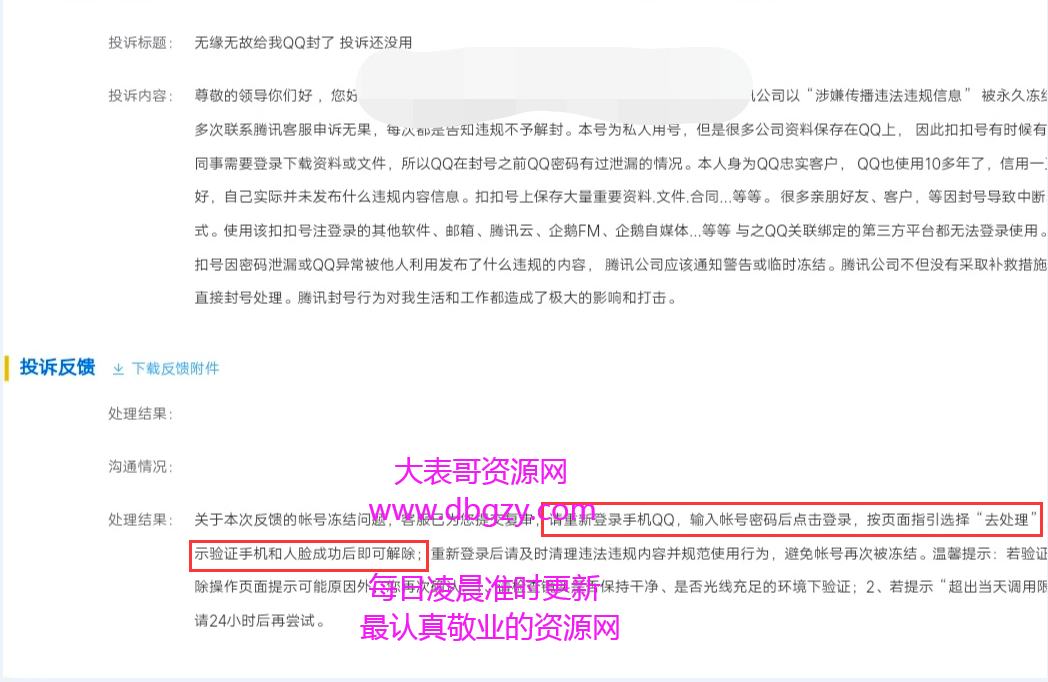 投诉标题： 无缘无故给我QQ封了 投诉还没用
投诉内容： 尊敬的领导你们好 ，您好 讯公司以“涉嫌传播违法违规信息” 被永久冻结
多次联系腾讯客服申诉无果，每次都是告知违规不予解封。本号为私人用号，但是很多公司资料保存在QQ上， 因此扣扣号有时候有
同事需要登录下载资料或文件，所以QQ在封号之前QQ密码有过泄漏的情况。本人身为QQ忠实客户， QQ也使用10多年了，信用一
好，自己实际并未发布什么违规内容信息。扣扣号上保存大量重要资料.文件.合同...等等。 很多亲朋好友、客户，等因封号导致中断
式。使用该扣扣号注登录的其他软件、邮箱、腾讯云、企鹅FM、企鹅自媒体...等等 与之QQ关联绑定的第三方平台都无法登录使用。
扣号因密码泄漏或QQ异常被他人利用发布了什么违规的内容， 腾讯公司应该通知警告或临时冻结。腾讯公司不但没有采取补救措施
直接封号处理。腾讯封号行为对我生活和工作都造成了极大的影响和打击。
投诉反馈 下载反馈附件
处理结果：
沟通情况：
大表哥资源网
www.dbgzy.com
处理结果： 关于本次反馈的帐号冻结问题，客服已为您提交复审，请重新登录手机QQ，输入帐号密码后点击登录，按页面指引选择“去处理”
示验证手机和人脸成功后即可解除；重新登录后请及时清理违法违规内容并规范使用行为，避免帐号再次被冻结。温馨提示：若验证
除操作页面提示可能原因外，您再次确认：1、 保持干净、是否光线充足的环境下验证；2、若提示“超出当天调用限
每日凌晨准时更新
请24小时后再尝试。
最认真敬业的资源网